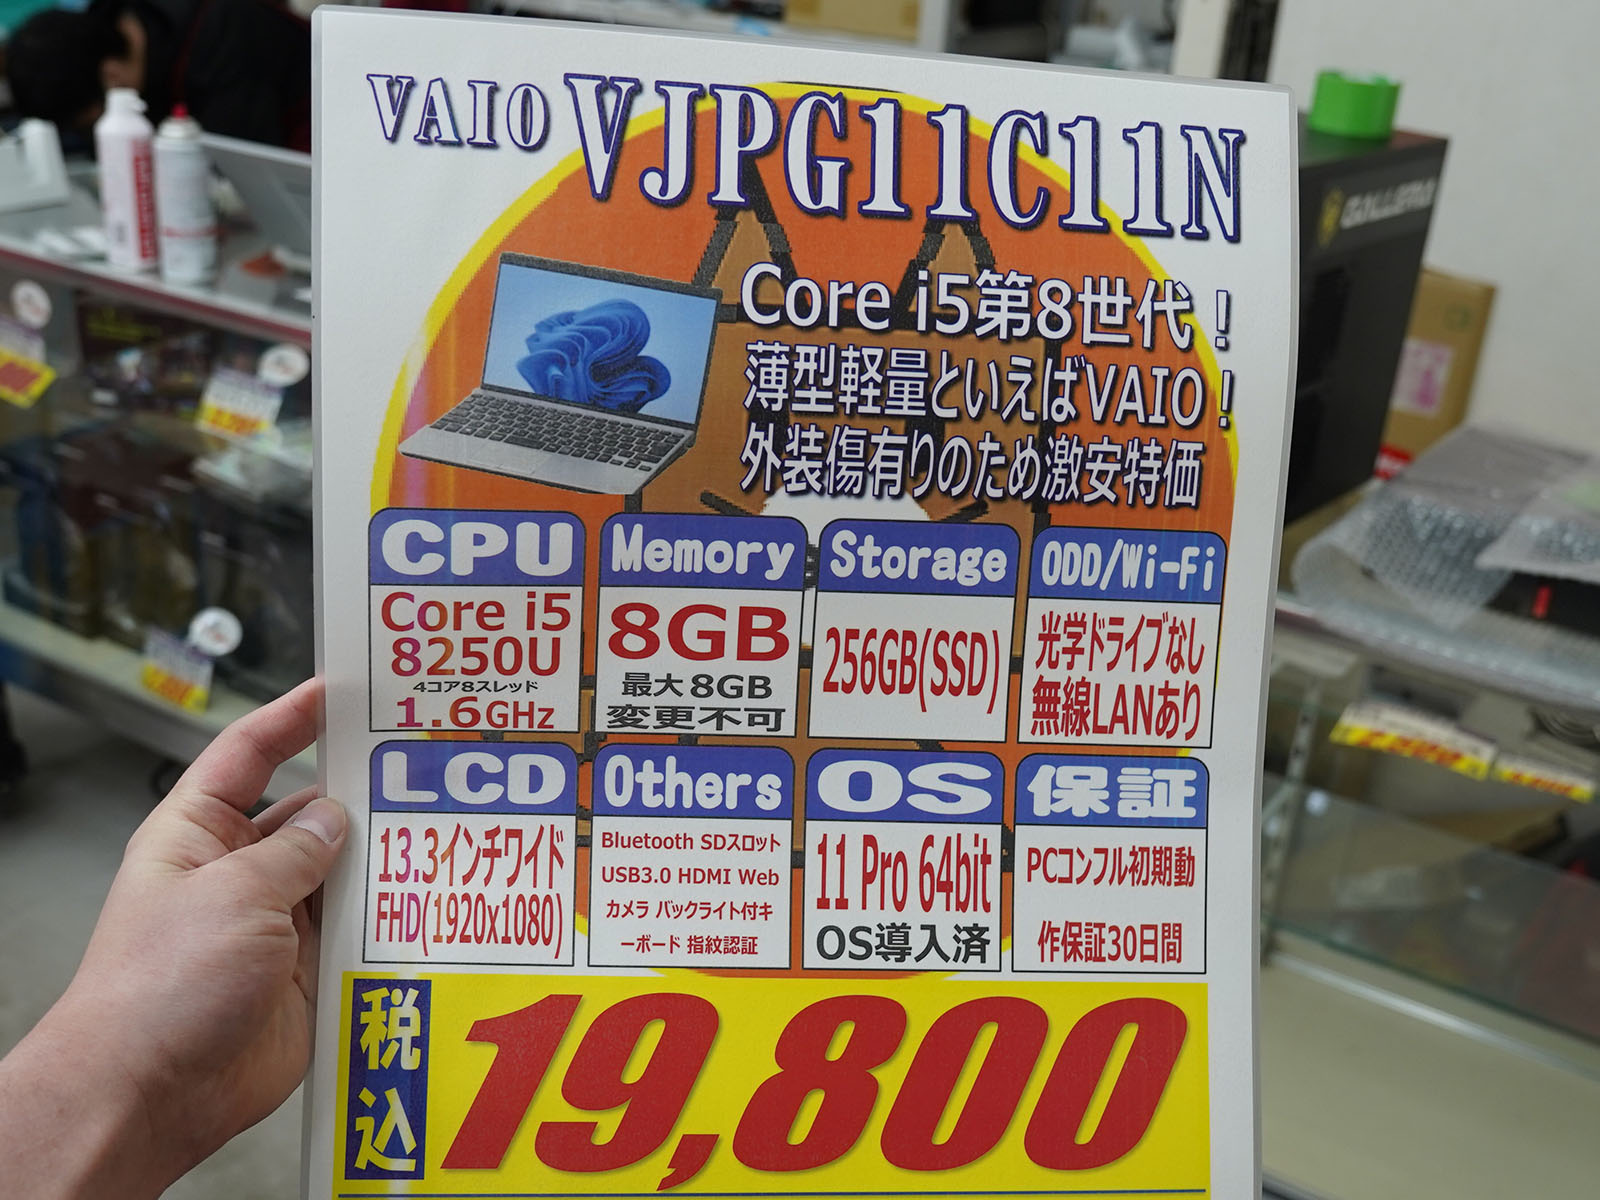 VAIO VJPG11C11N
Core i5第8世代！
薄型軽量といえばVAIO！
外装傷有りのため激安特価
CPU
Core i5
8250U
4コア8スレッド
1.6GHz
Memory
8GB
最大8GB
変更不可
Storage
256GB(SSD)
ODD/Wi-Fi
光学ドライブなし
無線LANあり
LCD
13.3インチワイド
FHD(1920x1080)
Others
Bluetooth SDスロット
USB3.0 HDMI Web
カメラ バックライト付キ
ーボード 指紋認証
OS
11 Pro 64bit
OS導入済
保証
PCコンフル初期動
作保証30日間
税込
19,800
GALLERIA